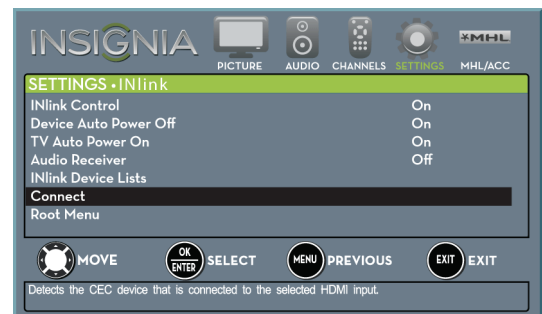 INSIGNIA
PICTURE AUDIO CHANNELS SETTINGS MHL MHL/ACC
SETTINGS • INlink
INlink Control On
Device Auto Power Off On
TV Auto Power On On
Audio Receiver Off
INlink Device Lists
Connect
Root Menu
MOVE OK ENTER SELECT MENU PREVIOUS EXIT EXIT
Detects the CEC device that is connected to the selected HDMI input.